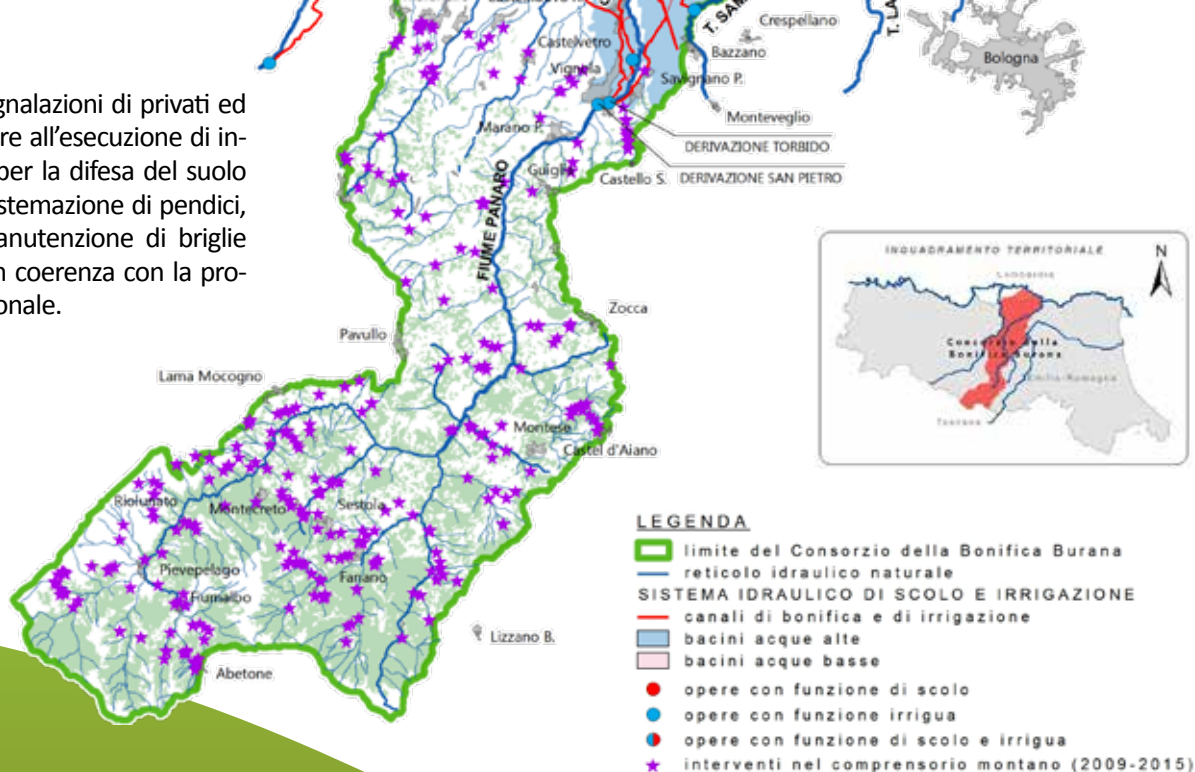 gnalazioni di privati ed
re all'esecuzione di in-
per la difesa del suolo
stemazione di pendici,
anutenzione di briglie
n coerenza con la pro-
onale.
Crespellano
T. SAM
T. LA
Bologna
Castelvetro
Bazzano
Vignola
Savignano P.
Monteveglio
Marano P.
DERIVAZIONE TORBIDO
Guiglia
Castello S.
DERIVAZIONE SAN PIETRO
FIUME PANARO
Zocca
Pavullo
Lama Mocogno
Montese
Castel d'Aiano
Riolunato
Montecreto
Sestola
Pievepelago
Fanano
Fiumalbo
Lizzano B.
Abetone
INQUADRAMENTO TERRITORIALE
N
Lombardia
Consorzio della
Bonifica Burana
Emilia-Romagna
Toscana
LEGENDA
limite del Consorzio della Bonifica Burana
reticolo idraulico naturale
SISTEMA IDRAULICO DI SCOLO E IRRIGAZIONE
canali di bonifica e di irrigazione
bacini acque alte
bacini acque basse
opere con funzione di scolo
opere con funzione irrigua
opere con funzione di scolo e irrigua
interventi nel comprensorio montano (2009-2015)